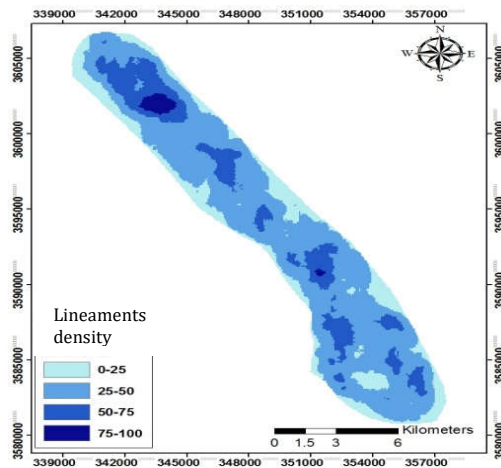 339000 342000 345000 348000 351000 354000 357000
N
W E
S
3605000 3605000
3600000 3600000
3595000 3595000
3590000 3590000
3585000 3585000
3580000 3580000
Lineaments
density
0-25
25-50
50-75
75-100
Kilometers
0 1.5 3 6
339000 342000 345000 348000 351000 354000 357000